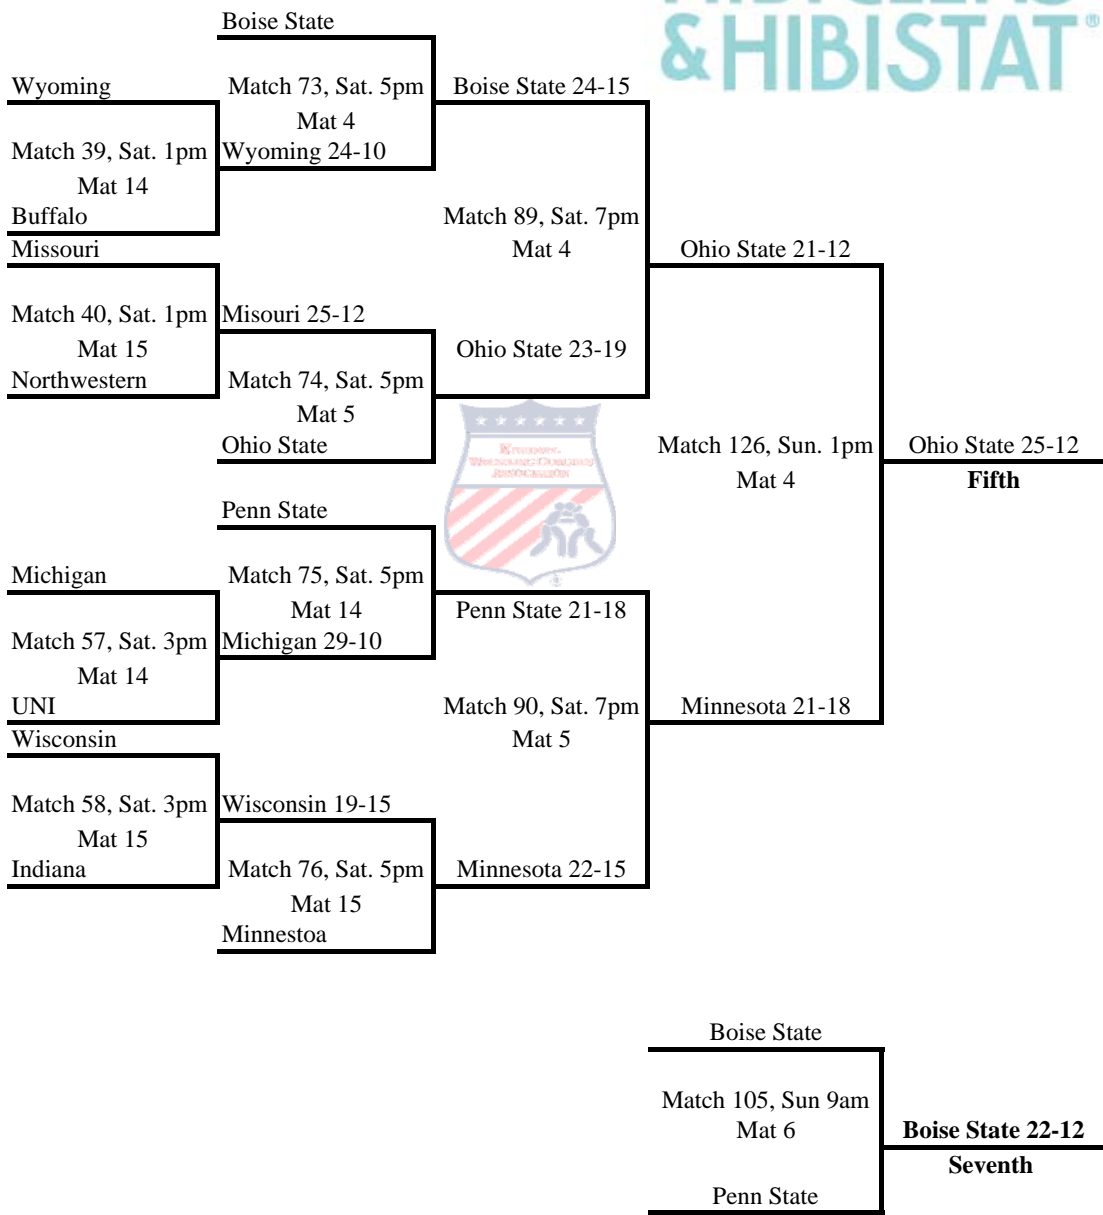 & HIBISTAT®
Boise State
Wyoming
Match 73, Sat. 5pm
Boise State 24-15
Mat 4
Match 39, Sat. 1pm
Wyoming 24-10
Mat 14
Buffalo
Match 89, Sat. 7pm
Missouri
Mat 4
Ohio State 21-12
Match 40, Sat. 1pm
Misouri 25-12
Mat 15
Ohio State 23-19
Northwestern
Match 74, Sat. 5pm
Mat 5
Ohio State
Match 126, Sun. 1pm
Ohio State 25-12
Mat 4
Fifth
Penn State
Michigan
Match 75, Sat. 5pm
Mat 14
Penn State 21-18
Match 57, Sat. 3pm
Michigan 29-10
Mat 14
UNI
Match 90, Sat. 7pm
Minnesota 21-18
Wisconsin
Mat 5
Match 58, Sat. 3pm
Wisconsin 19-15
Mat 15
Indiana
Match 76, Sat. 5pm
Minnesota 22-15
Mat 15
Minnestoa
Boise State
Match 105, Sun 9am
Mat 6
Boise State 22-12
Seventh
Penn State